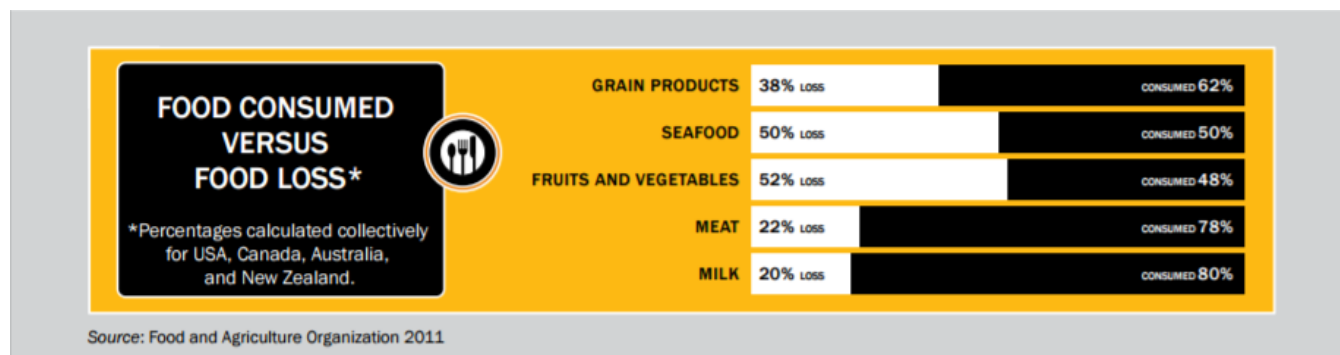 FOOD CONSUMED
VERSUS
FOOD LOSS*
*Percentages calculated collectively
for USA, Canada, Australia,
and New Zealand.
GRAIN PRODUCTS 38% LOSS CONSUMED 62%
SEAFOOD 50% LOSS CONSUMED 50%
FRUITS AND VEGETABLES 52% LOSS CONSUMED 48%
MEAT 22% LOSS CONSUMED 78%
MILK 20% LOSS CONSUMED 80%
Source: Food and Agriculture Organization 2011